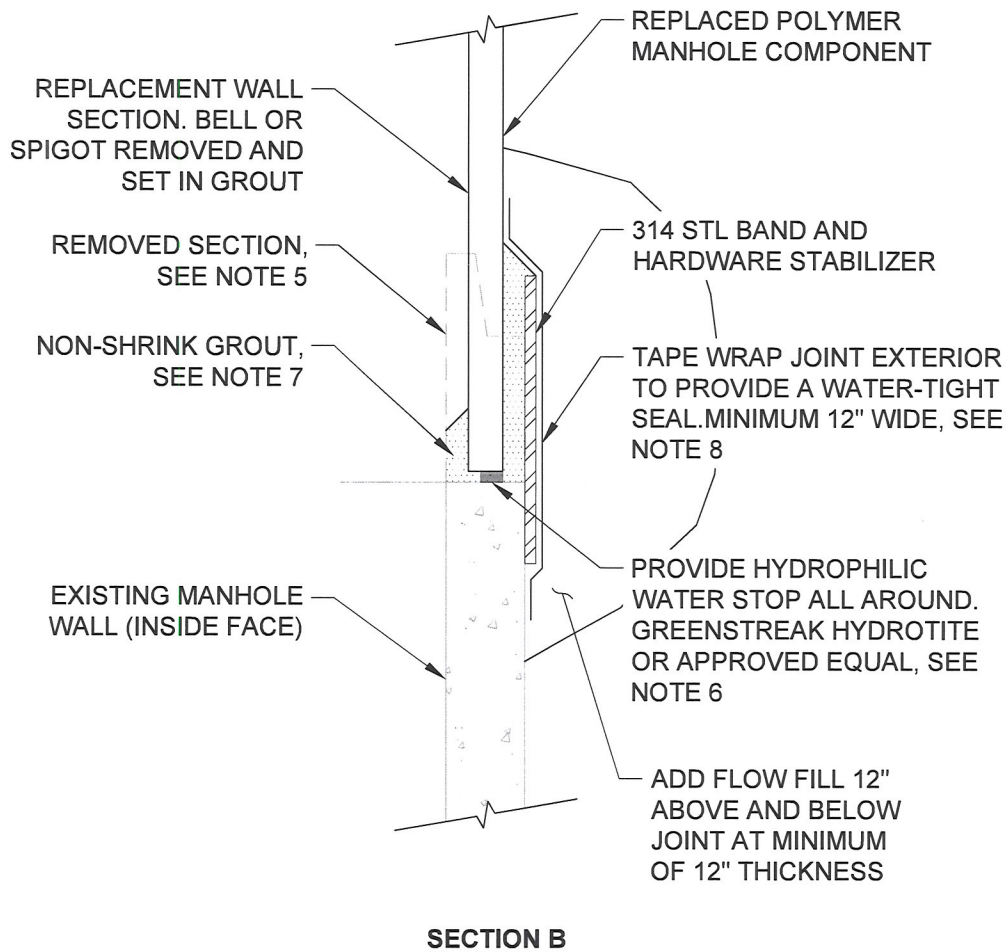 REPLACED POLYMER
MANHOLE COMPONENT
REPLACEMENT WALL
SECTION. BELL OR
SPIGOT REMOVED AND
SET IN GROUT
314 STL BAND AND
HARDWARE STABILIZER
REMOVED SECTION,
SEE NOTE 5
NON-SHRINK GROUT,
SEE NOTE 7
TAPE WRAP JOINT EXTERIOR
TO PROVIDE A WATER-TIGHT
SEAL.MINIMUM 12" WIDE, SEE
NOTE 8
PROVIDE HYDROPHILIC
WATER STOP ALL AROUND.
GREENSTREAK HYDROTITE
OR APPROVED EQUAL, SEE
NOTE 6
EXISTING MANHOLE
WALL (INSIDE FACE)
ADD FLOW FILL 12"
ABOVE AND BELOW
JOINT AT MINIMUM
OF 12" THICKNESS
SECTION B